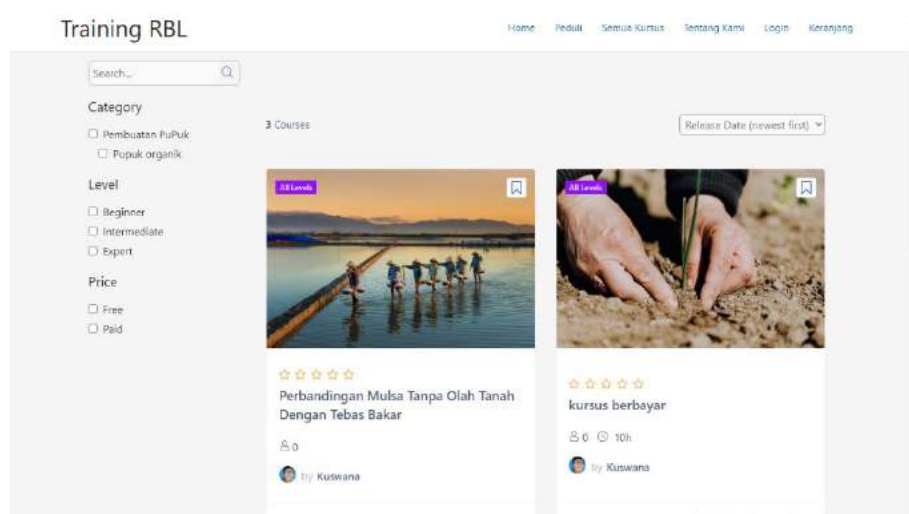 Training RBL
Home Peduli Semua Kursus Tentang Kami Login Keranjang
Search...
Category
Pembuatan PuPuk
Pupuk organik
Level
Beginner
Intermediate
Expert
Price
Free
Paid
3 Courses
Release Date (newest first)
All Levels
Perbandingan Mulsa Tanpa Olah Tanah
Dengan Tebas Bakar
0
by Kuswana
All Levels
kursus berbayar
0 10h
by Kuswana